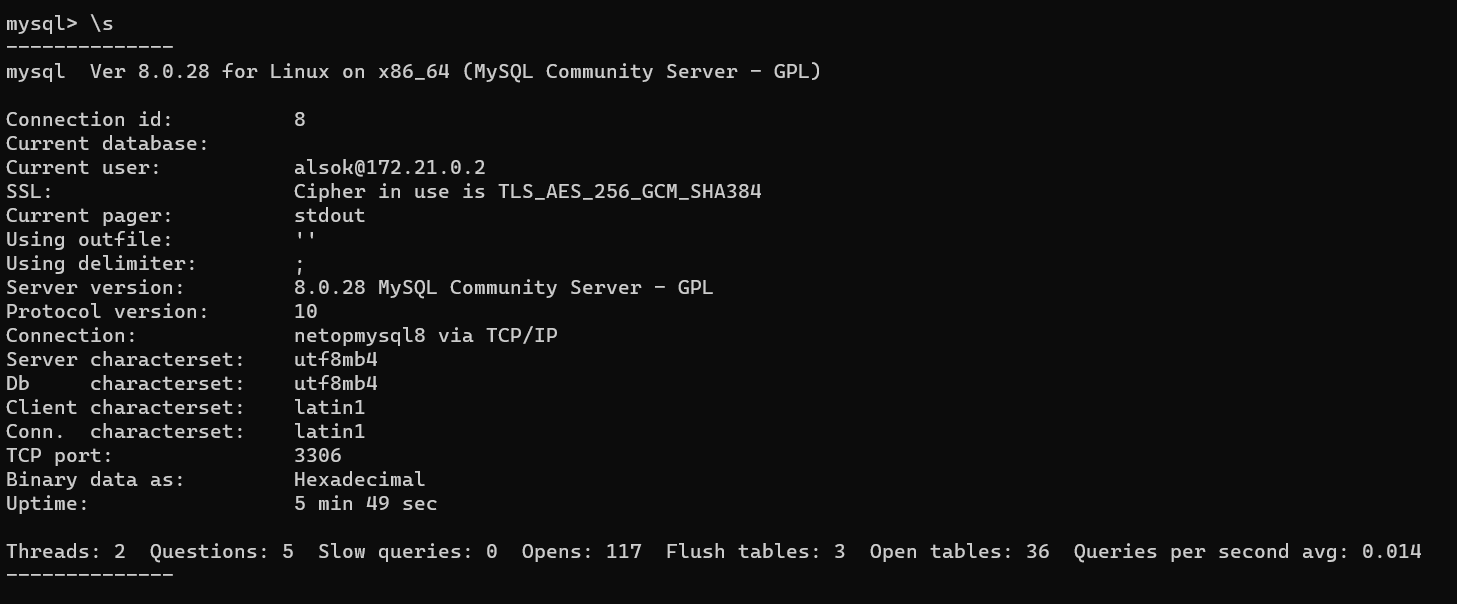 mysql> \s
--------------
mysql  Ver 8.0.28 for Linux on x86_64 (MySQL Community Server - GPL)

Connection id:          8
Current database:
Current user:           alsok@172.21.0.2
SSL:                    Cipher in use is TLS_AES_256_GCM_SHA384
Current pager:          stdout
Using outfile:          ''
Using delimiter:        ;
Server version:         8.0.28 MySQL Community Server - GPL
Protocol version:       10
Connection:             netopmysql8 via TCP/IP
Server characterset:    utf8mb4
Db     characterset:    utf8mb4
Client characterset:    latin1
Conn.  characterset:    latin1
TCP port:               3306
Binary data as:         Hexadecimal
Uptime:                 5 min 49 sec

Threads: 2  Questions: 5  Slow queries: 0  Opens: 117  Flush tables: 3  Open tables: 36  Queries per second avg: 0.014
--------------